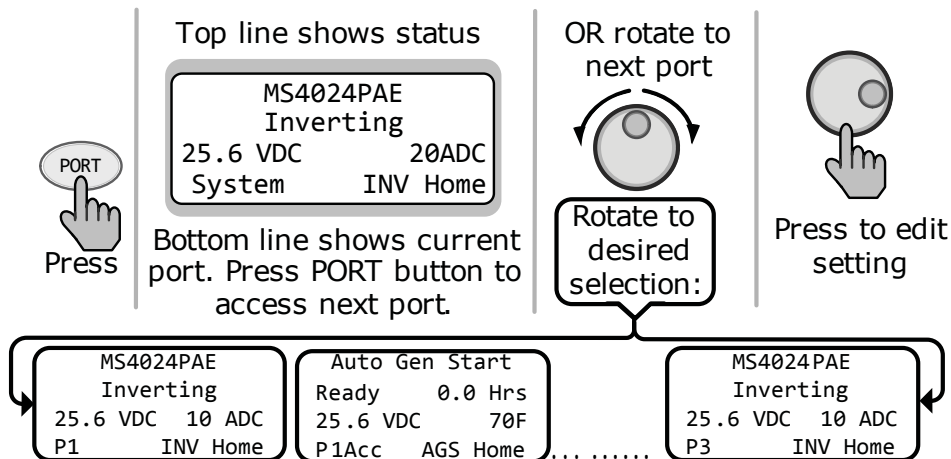 PORT
Press
Top line shows status
MS4024PAE
Inverting
25.6 VDC 20ADC
System INV Home
Bottom line shows current
port. Press PORT button to
access next port.
OR rotate to
next port
Rotate to
desired
selection:
Press to edit
setting
MS4024PAE
Inverting
25.6 VDC 10 ADC
P1 INV Home
Auto Gen Start
Ready 0.0 Hrs
25.6 VDC 70F
P1Acc AGS Home
... ......
MS4024PAE
Inverting
25.6 VDC 10 ADC
P3 INV Home